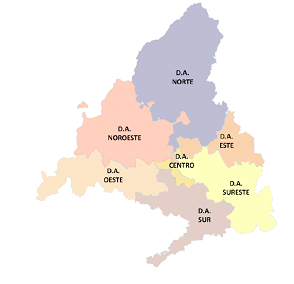 D.A.
NORTE
D.A.
NOROESTE
D.A.
ESTE
D.A.
CENTRO
D.A.
OESTE
D.A.
SURESTE
D.A.
SUR